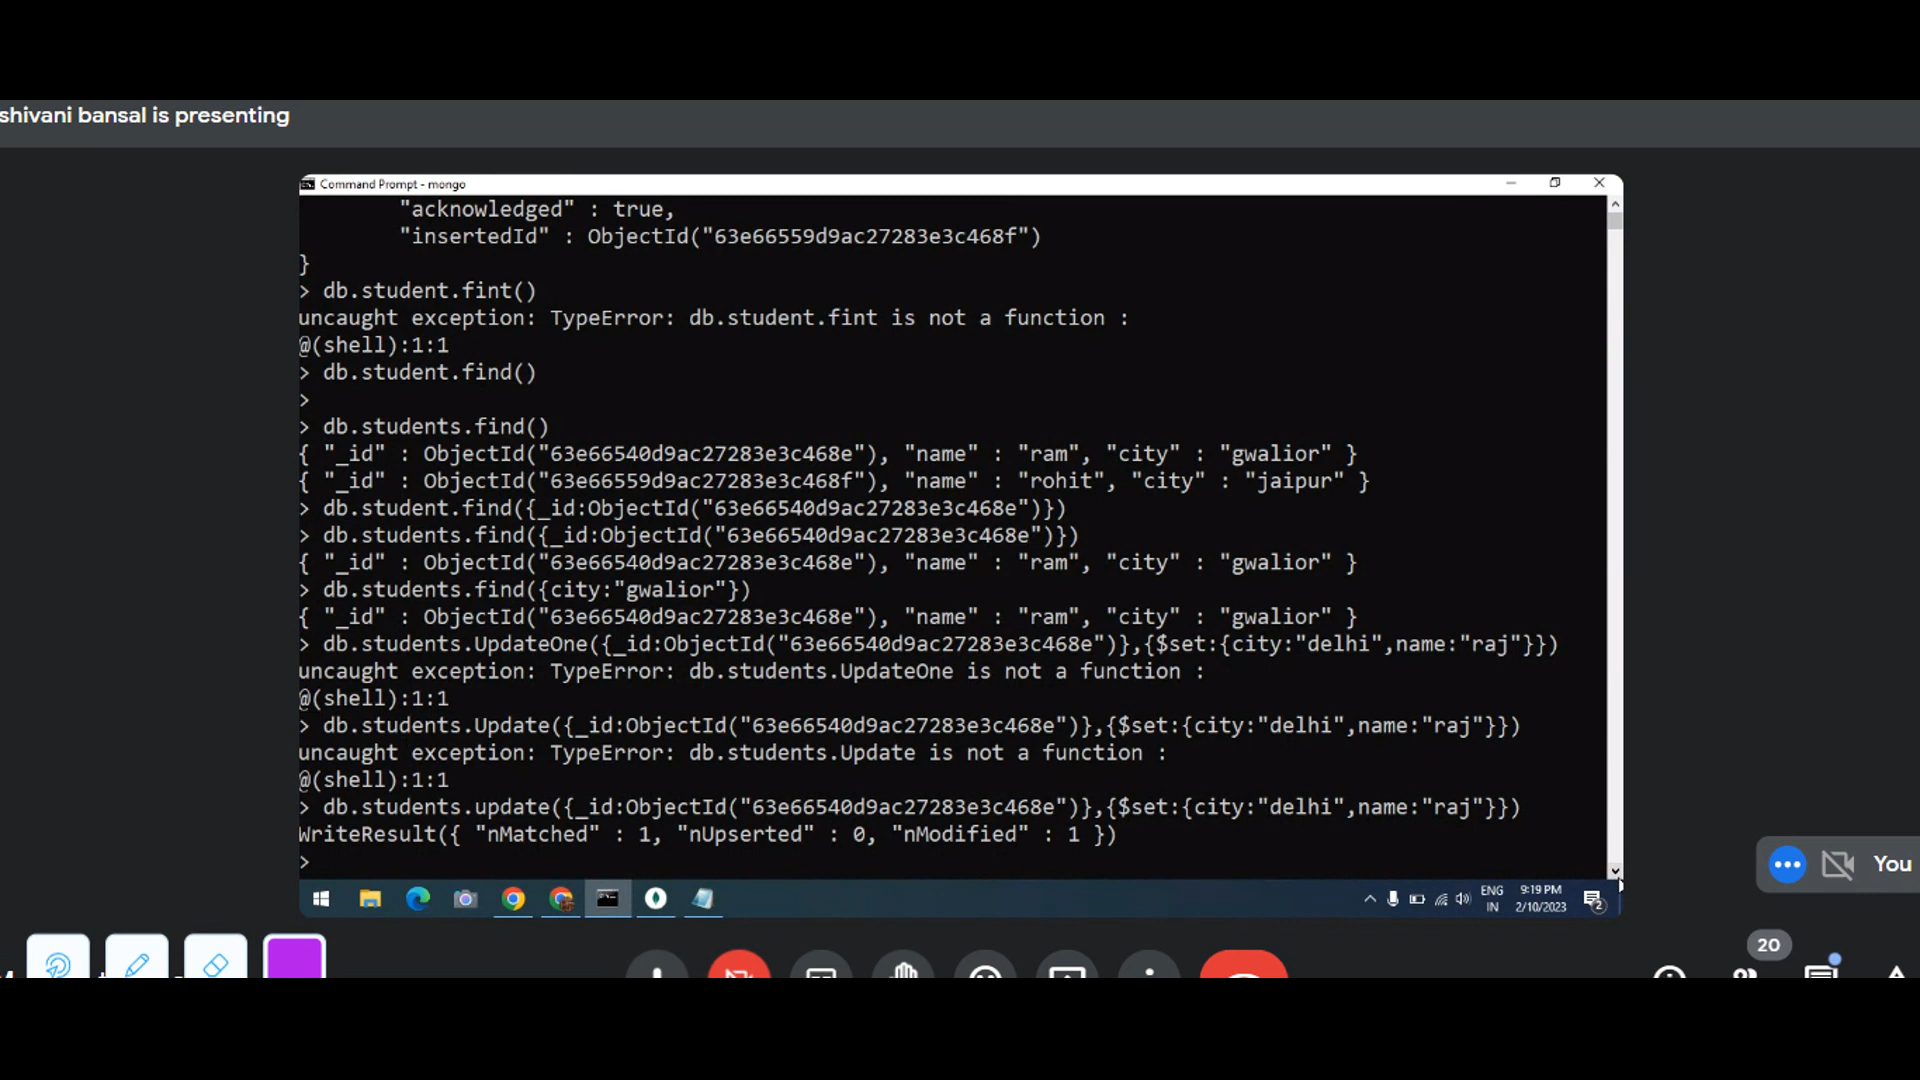 shivani bansal is presenting
Command Prompt - mongo
"acknowledged" : true,
"insertedId" : ObjectId("63e66559d9ac27283e3c468f")
}
> db.student.fint()
uncaught exception: TypeError: db.student.fint is not a function :
@(shell):1:1
> db.student.find()
>
> db.students.find()
{ "_id" : ObjectId("63e66540d9ac27283e3c468e"), "name" : "ram", "city" : "gwalior" }
{ "_id" : ObjectId("63e66559d9ac27283e3c468f"), "name" : "rohit", "city" : "jaipur" }
> db.student.find({_id:ObjectId("63e66540d9ac27283e3c468e")})
> db.students.find({_id:ObjectId("63e66540d9ac27283e3c468e")})
{ "_id" : ObjectId("63e66540d9ac27283e3c468e"), "name" : "ram", "city" : "gwalior" }
> db.students.find({city:"gwalior"})
{ "_id" : ObjectId("63e66540d9ac27283e3c468e"), "name" : "ram", "city" : "gwalior" }
> db.students.UpdateOne({_id:ObjectId("63e66540d9ac27283e3c468e")},{$set:{city:"delhi",name:"raj"}})
uncaught exception: TypeError: db.students.UpdateOne is not a function :
@(shell):1:1
> db.students.Update({_id:ObjectId("63e66540d9ac27283e3c468e")},{$set:{city:"delhi",name:"raj"}})
uncaught exception: TypeError: db.students.Update is not a function :
@(shell):1:1
> db.students.update({_id:ObjectId("63e66540d9ac27283e3c468e")},{$set:{city:"delhi",name:"raj"}})
WriteResult({ "nMatched" : 1, "nUpserted" : 0, "nModified" : 1 })
>
You
ENG
IN
9:19 PM
2/10/2023
2
20